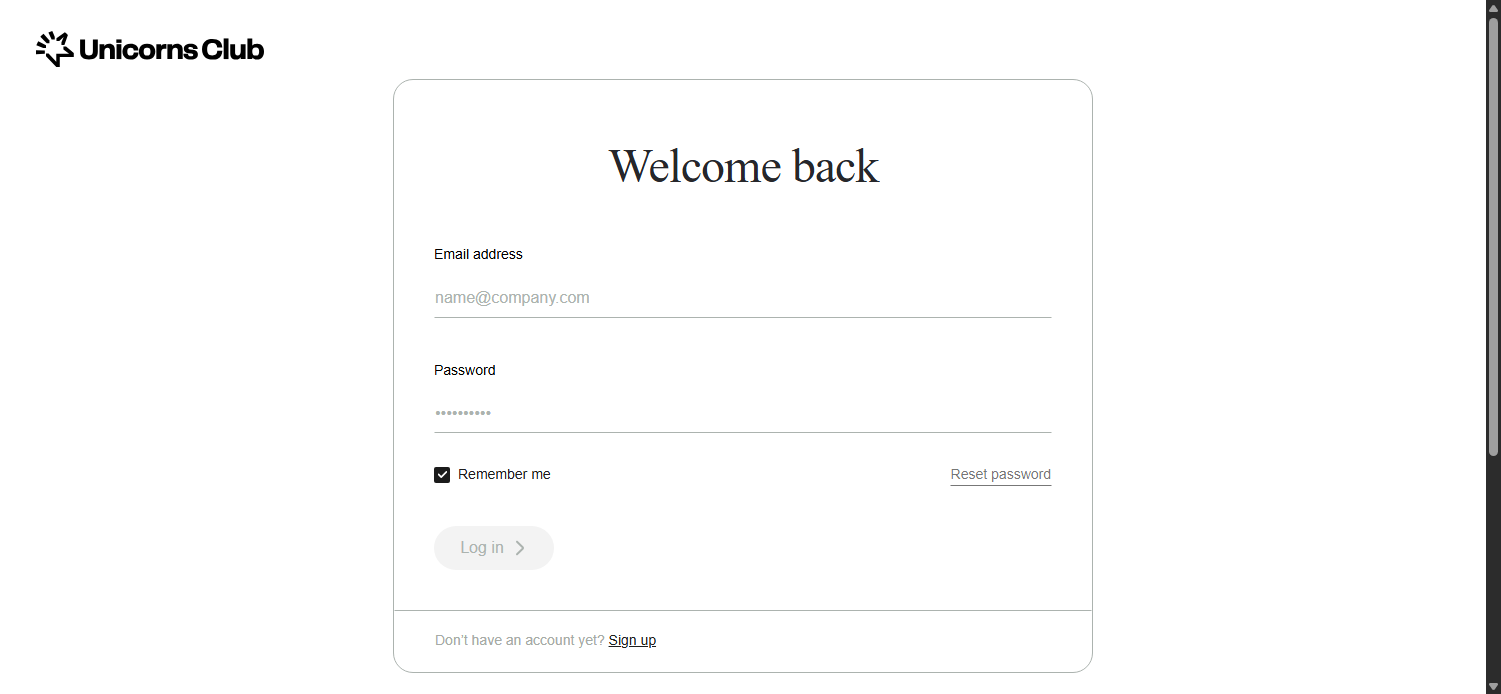 Unicorns Club
Welcome back
Email address
name@company.com
Password
••••••••••
Remember me
Reset password
Log in
Don't have an account yet? Sign up